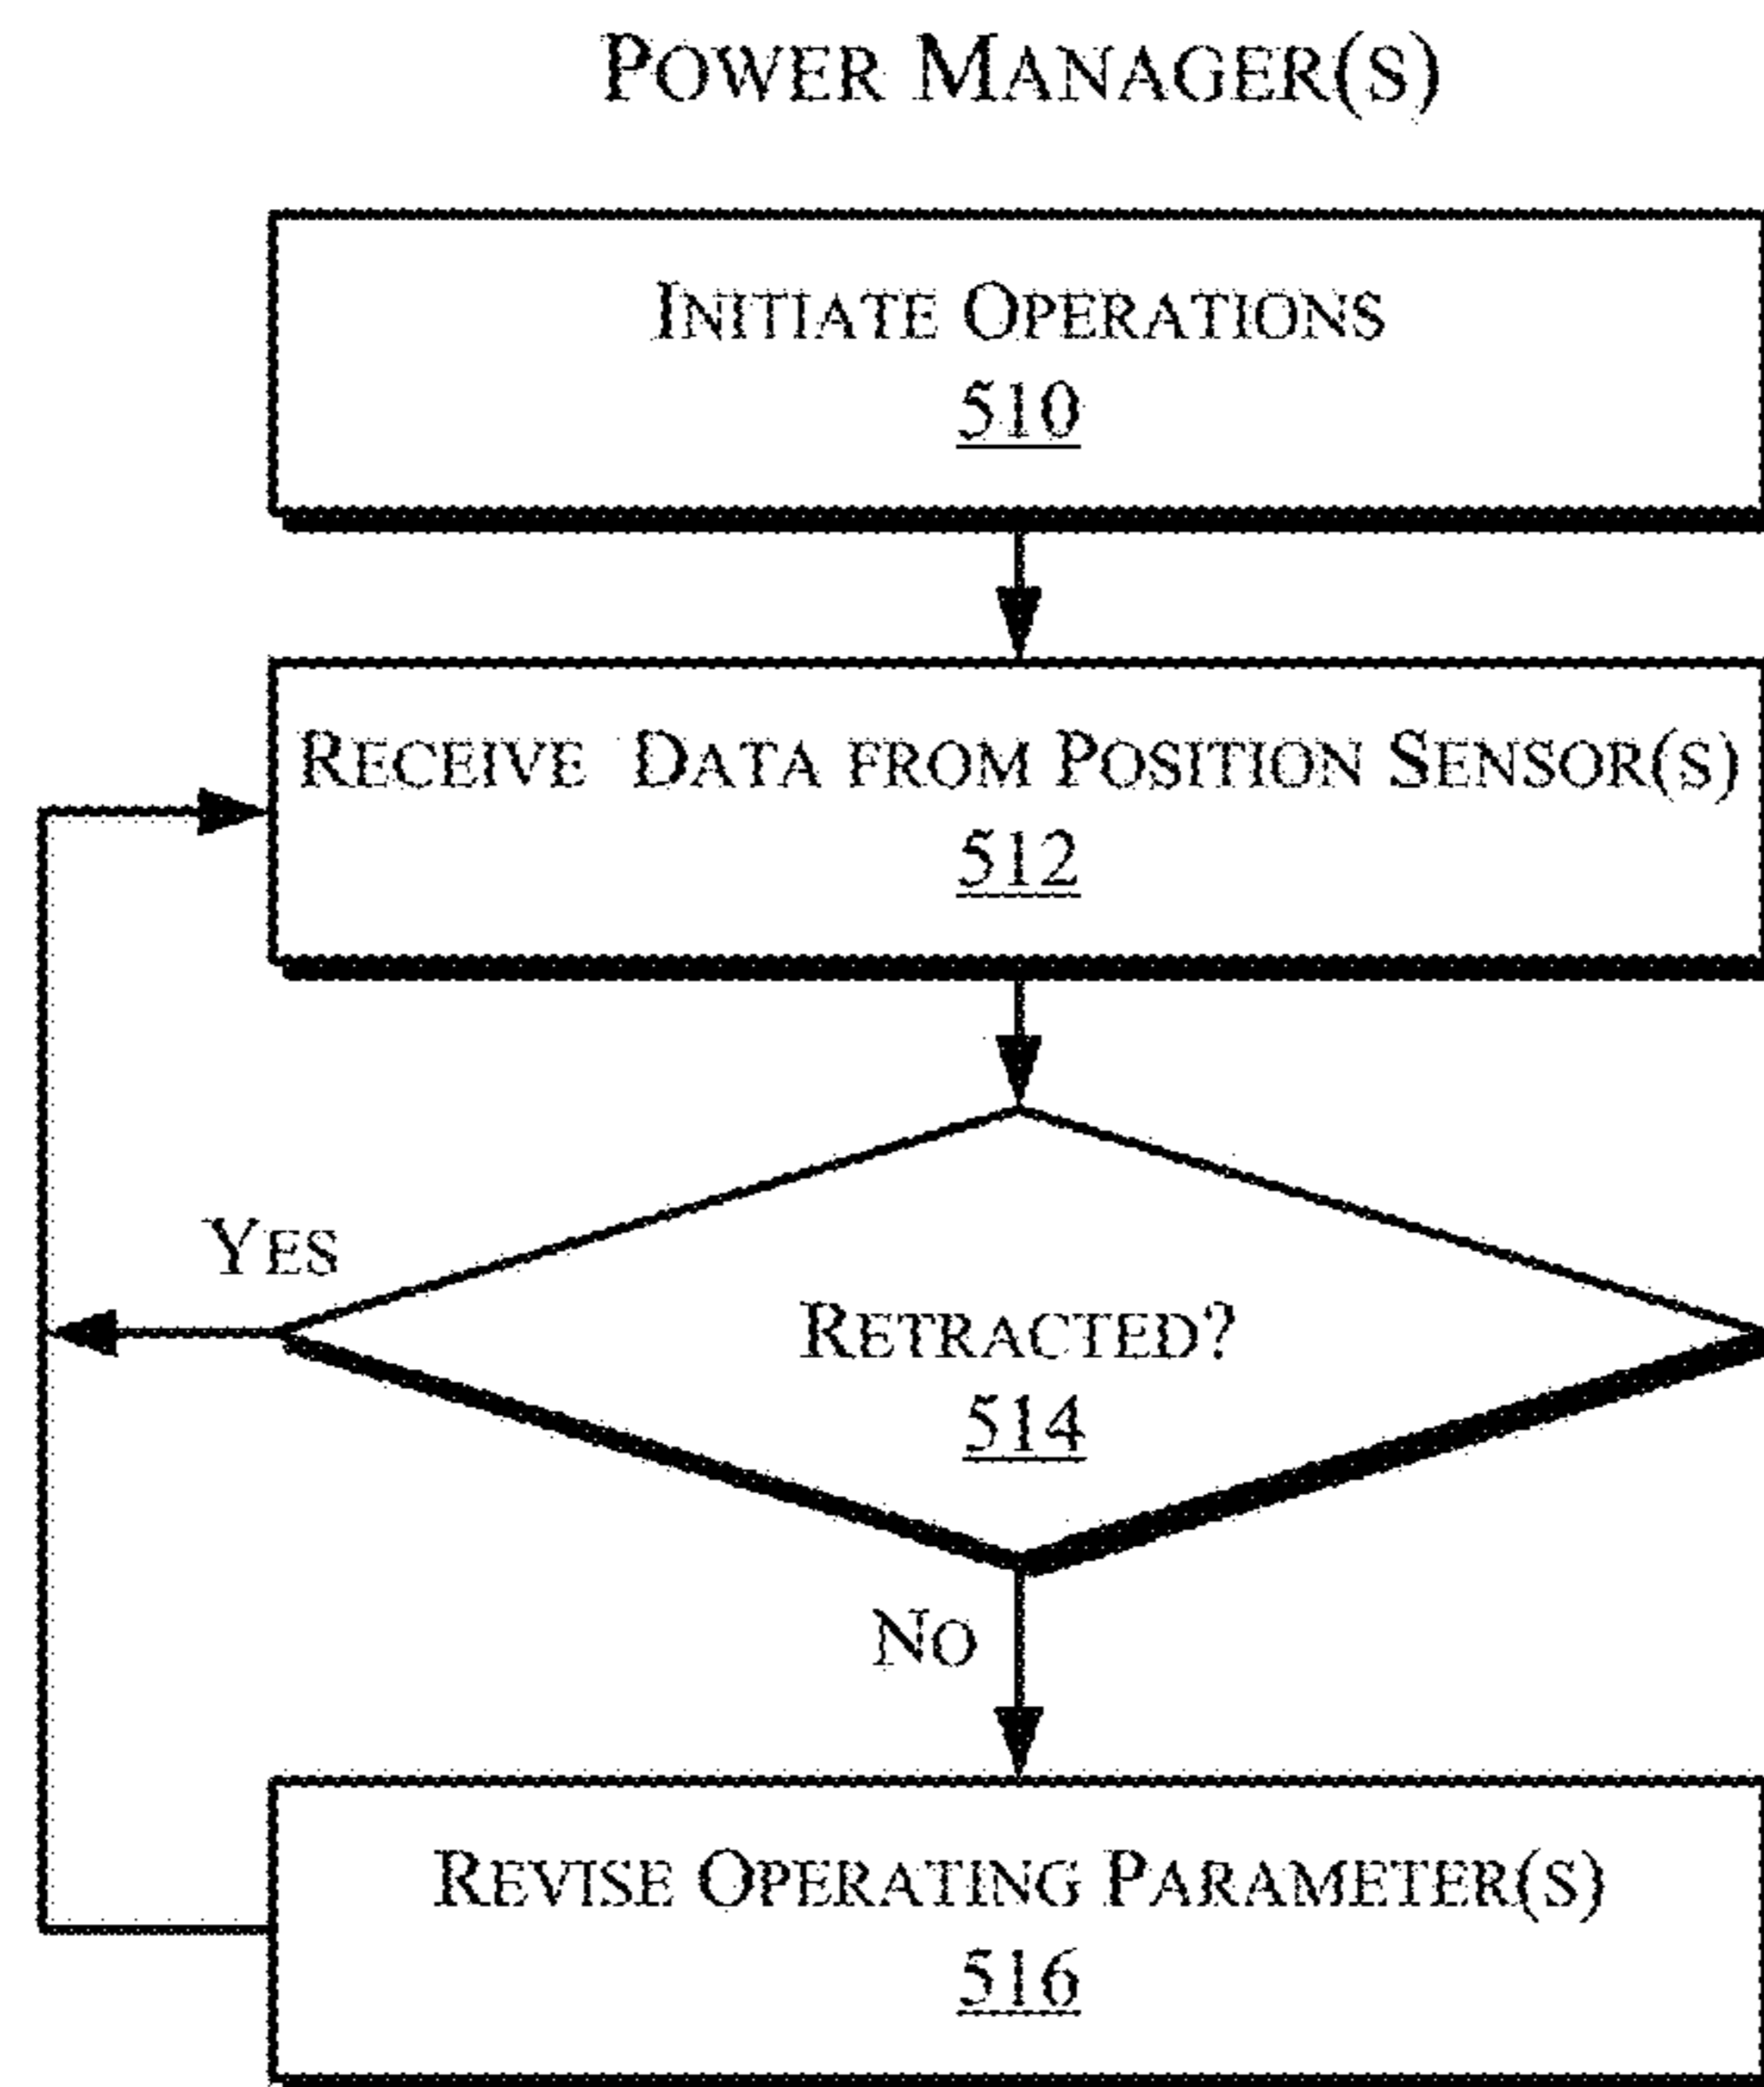 POWER MANAGER(S)
INITIATE OPERATIONS
510
RECEIVE DATA FROM POSITION SENSOR(S)
512
YES
RETRACTED?
514
NO
REVISE OPERATING PARAMETER(S)
516